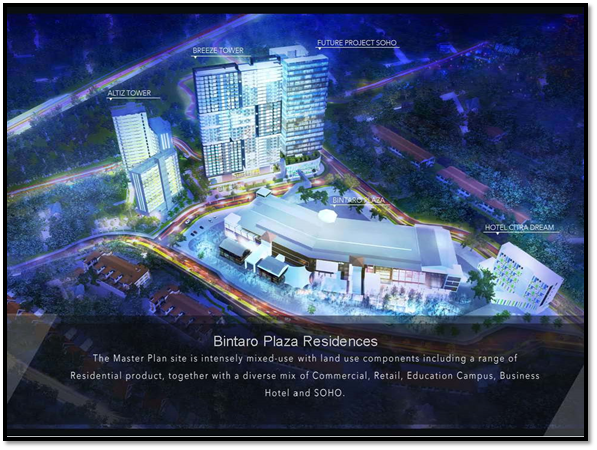 FUTURE PROJECT SOHO
BREEZE TOWER
ALTIZ TOWER
BINTARO PLAZA
HOTEL CITRA DREAM
Bintaro Plaza Residences
The Master Plan site is intensely mixed-use with land use components including a range of
Residential product, together with a diverse mix of Commercial, Retail, Education Campus, Business
Hotel and SOHO.